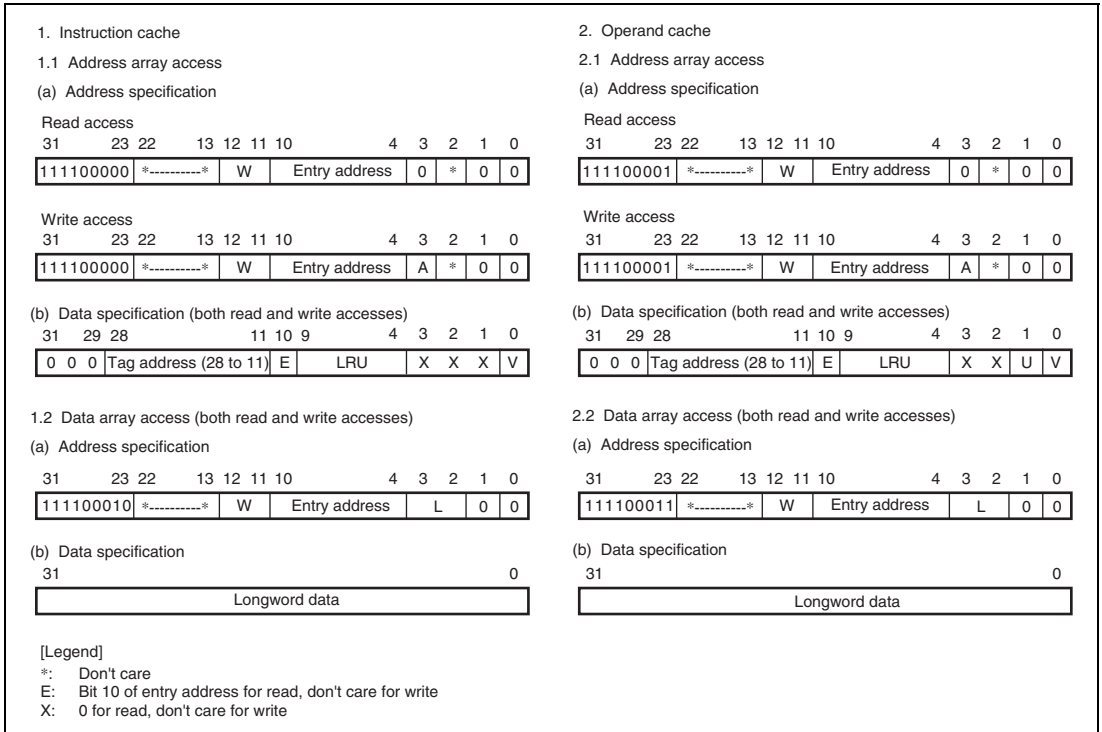 1. Instruction cache
1.1 Address array access
(a) Address specification
Read access
31 23 22 13 12 11 10 4 3 2 1 0
111100000 *----------* W Entry address 0 * 0 0
Write access
31 23 22 13 12 11 10 4 3 2 1 0
111100000 *----------* W Entry address A * 0 0
(b) Data specification (both read and write accesses)
31 29 28 11 10 9 4 3 2 1 0
0 0 0 Tag address (28 to 11) E LRU X X X V
1.2 Data array access (both read and write accesses)
(a) Address specification
31 23 22 13 12 11 10 4 3 2 1 0
111100010 *----------* W Entry address L 0 0
(b) Data specification
31 0
Longword data
2. Operand cache
2.1 Address array access
(a) Address specification
Read access
31 23 22 13 12 11 10 4 3 2 1 0
111100001 *----------* W Entry address 0 * 0 0
Write access
31 23 22 13 12 11 10 4 3 2 1 0
111100001 *----------* W Entry address A * 0 0
(b) Data specification (both read and write accesses)
31 29 28 11 10 9 4 3 2 1 0
0 0 0 Tag address (28 to 11) E LRU X X U V
2.2 Data array access (both read and write accesses)
(a) Address specification
31 23 22 13 12 11 10 4 3 2 1 0
111100011 *----------* W Entry address L 0 0
(b) Data specification
31 0
Longword data
[Legend]
*: Don't care
E: Bit 10 of entry address for read, don't care for write
X: 0 for read, don't care for write